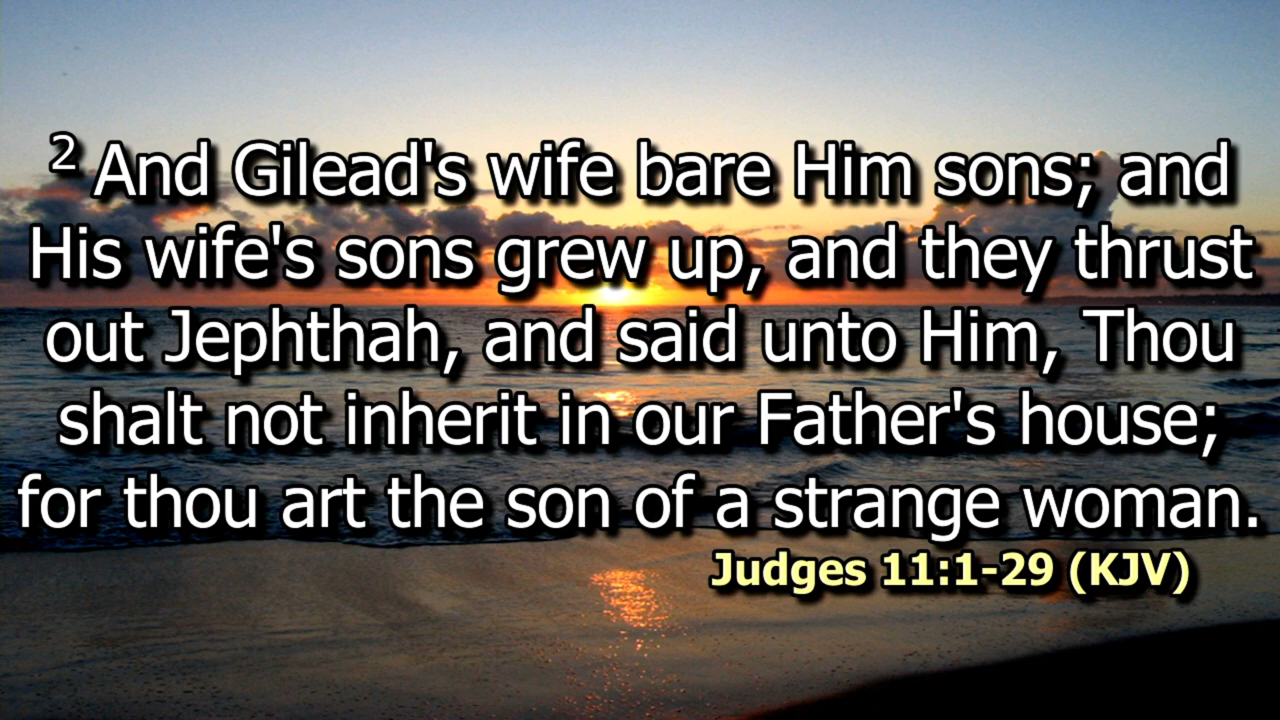 2 And Gilead's wife bare Him sons; and
His wife's sons grew up, and they thrust
out Jephthah, and said unto Him, Thou
shalt not inherit in our Father's house;
for thou art the son of a strange woman.
Judges 11:1-29 (KJV)